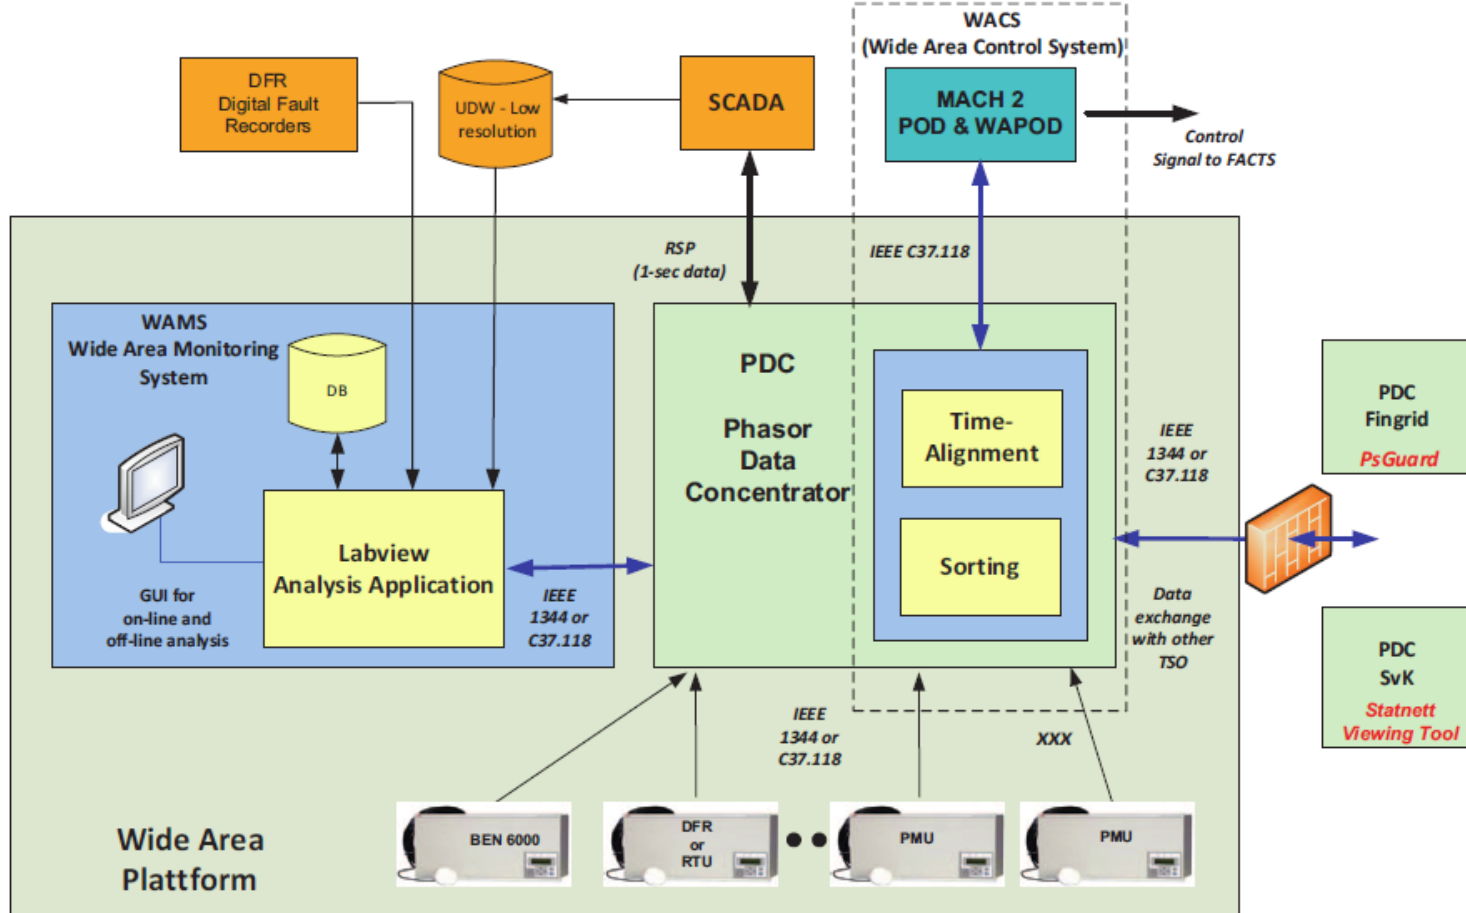 WACS
(Wide Area Control System)
DFR
Digital Fault
Recorders
UDW - Low
resolution
SCADA
MACH 2
POD & WAPOD
Control
Signal to FACTS
RSP
(1-sec data)
IEEE C37.118
WAMS
Wide Area Monitoring
System
DB
PDC
Phasor
Data
Concentrator
Time-
Alignment
Sorting
IEEE
1344 or
C37.118
PDC
Fingrid
PsGuard
Labview
Analysis Application
GUI for
on-line and
off-line analysis
IEEE
1344 or
C37.118
Data
exchange
with other
TSO
PDC
SvK
Statnett
Viewing Tool
IEEE
1344 or
C37.118
XXX
BEN 6000
DFR
or
RTU
PMU
PMU
Wide Area
Plattform